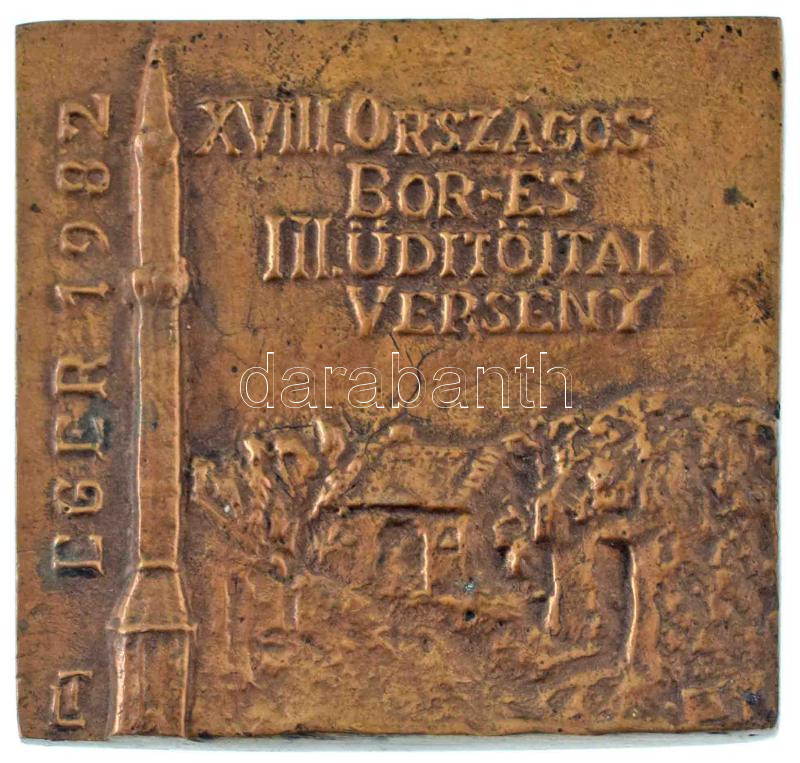 EGER 1982
XVIII. ORSZÁGOS
BOR-ÉS
III. ÜDITÖITAL
VERSENY
darabanth